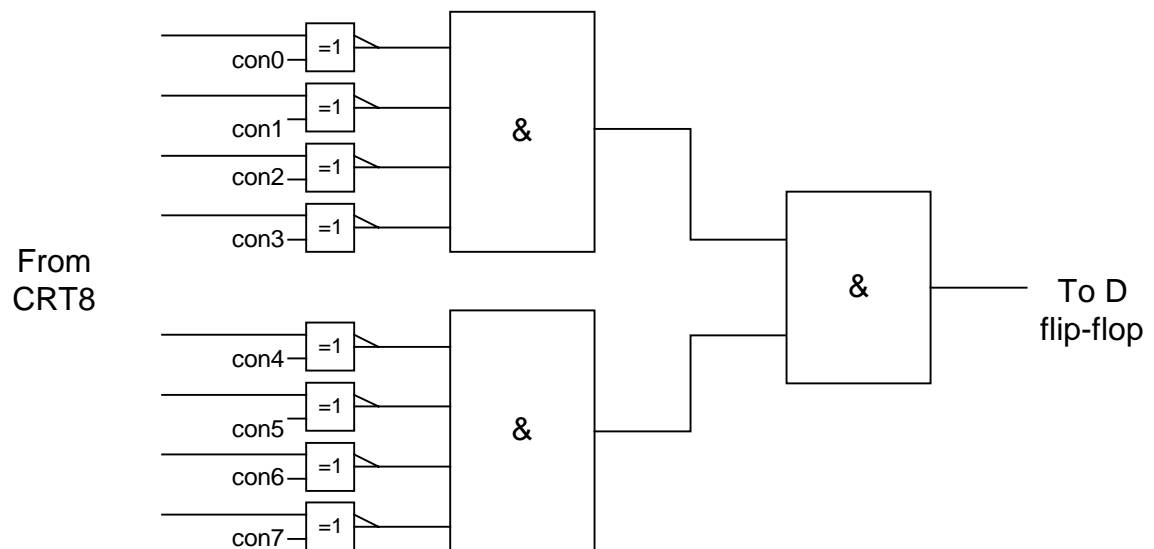 =1
con0
=1
con1
=1
con2
=1
con3
&
From
CRT8
&
To D
flip-flop
=1
con4
=1
con5
=1
con6
=1
con7
&